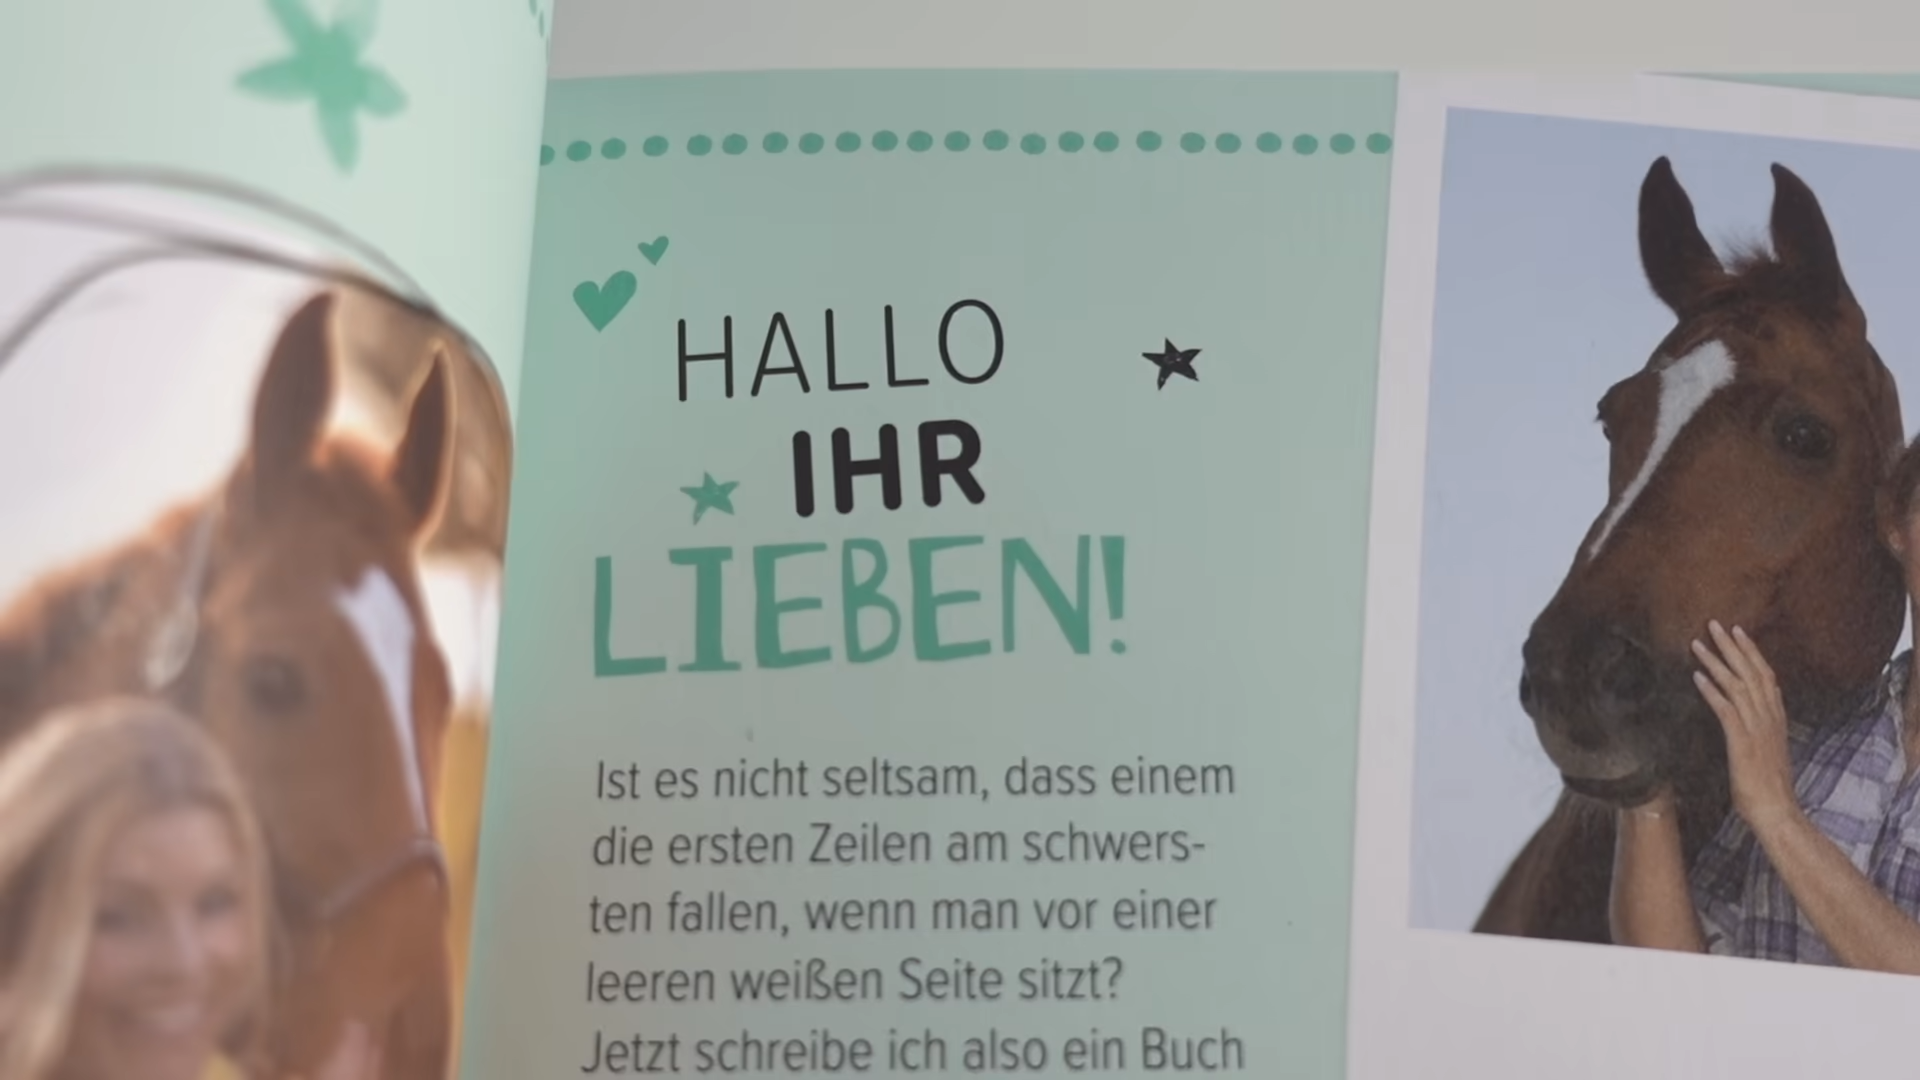 HALLO
IHR
LIEBEN!
Ist es nicht seltsam, dass einem
die ersten Zeilen am schwers-
ten fallen, wenn man vor einer
leeren weißen Seite sitzt?
Jetzt schreibe ich also ein Buch